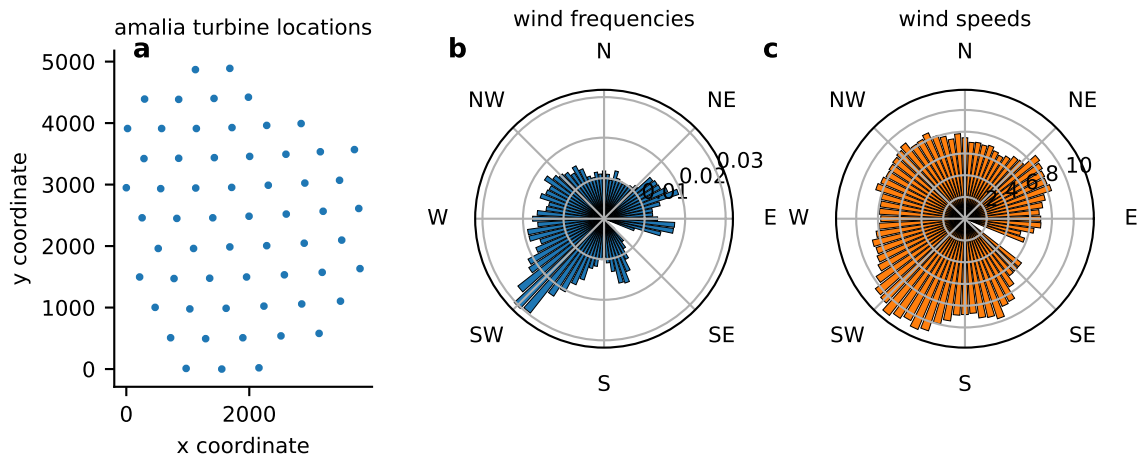 amalia turbine locations
a
5000
4000
3000
2000
1000
0
0 2000
x coordinate
y coordinate
wind frequencies
b
N
NW NE
0.03
0.02
0.01
W E
SW SE
S
wind speeds
c
N
NW NE
10
8
6
4
2
W E
SW SE
S